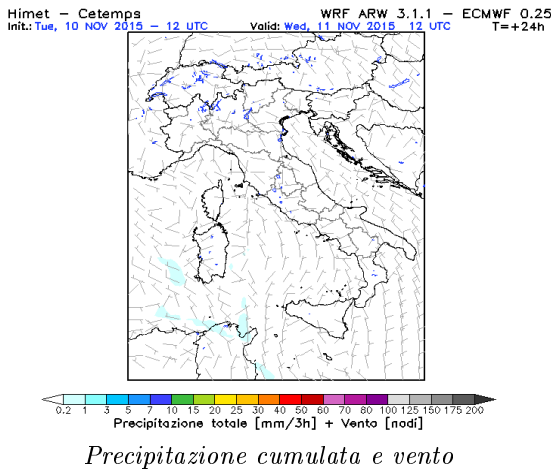 Himet – Cetemps WRF ARW 3.1.1 – ECMWF 0.25
Init.: Tue, 10 NOV 2015 – 12 UTC Valid: Wed, 11 NOV 2015 12 UTC T=+24h
0.2 1 3 5 7 10 15 20 25 30 40 50 60 70 80 100 125 150 175 200
Precipitazione totale [mm/3h] + Vento [nodi]
Precipitazione cumulata e vento